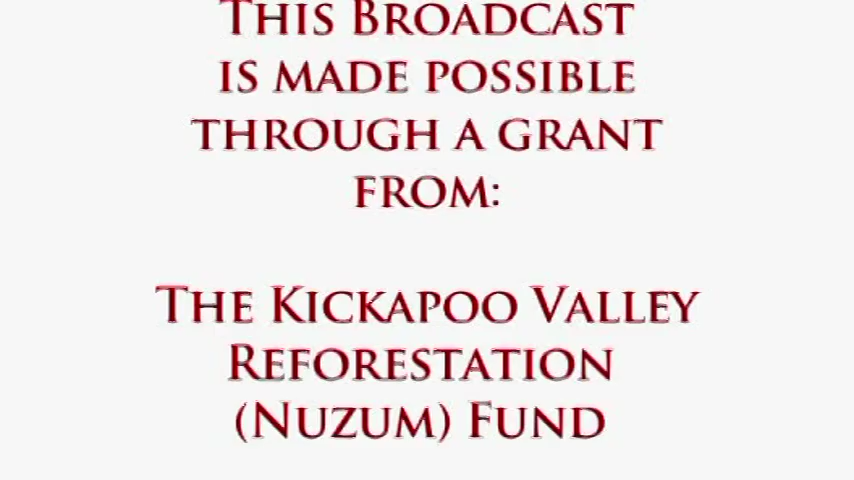 This Broadcast
is made possible
through a grant
from:
The Kickapoo Valley
Reforestation
(Nuzum) Fund